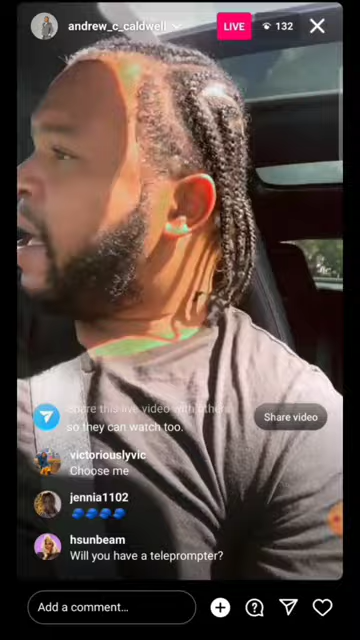 andrew_c_caldwell
LIVE
132
share this live video with others
so they can watch too.
Share video
victoriouslyvic
Choose me
jennia1102
hsunbeam
Will you have a teleprompter?
Add a comment...